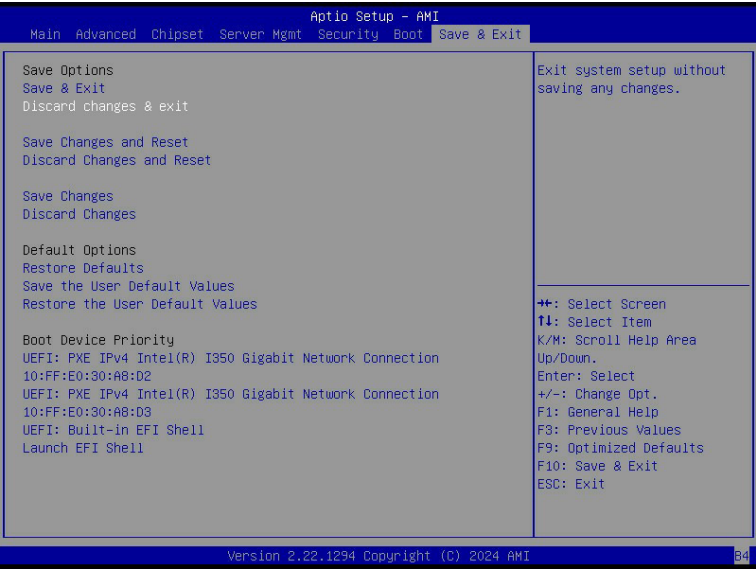 Aptio Setup – AMI
Main Advanced Chipset Server Mgmt Security Boot Save & Exit
Save Options
Save & Exit
Discard changes & exit
Save Changes and Reset
Discard Changes and Reset
Save Changes
Discard Changes
Default Options
Restore Defaults
Save the User Default Values
Restore the User Default Values
Boot Device Priority
UEFI: PXE IPv4 Intel(R) I350 Gigabit Network Connection
10:FF:E0:30:A8:D2
UEFI: PXE IPv4 Intel(R) I350 Gigabit Network Connection
10:FF:E0:30:A8:D3
UEFI: Built-in EFI Shell
Launch EFI Shell
Exit system setup without
saving any changes.
→←: Select Screen
↑↓: Select Item
K/M: Scroll Help Area
Up/Down.
Enter: Select
+/-: Change Opt.
F1: General Help
F3: Previous Values
F9: Optimized Defaults
F10: Save & Exit
ESC: Exit
Version 2.22.1294 Copyright (C) 2024 AMI
B4